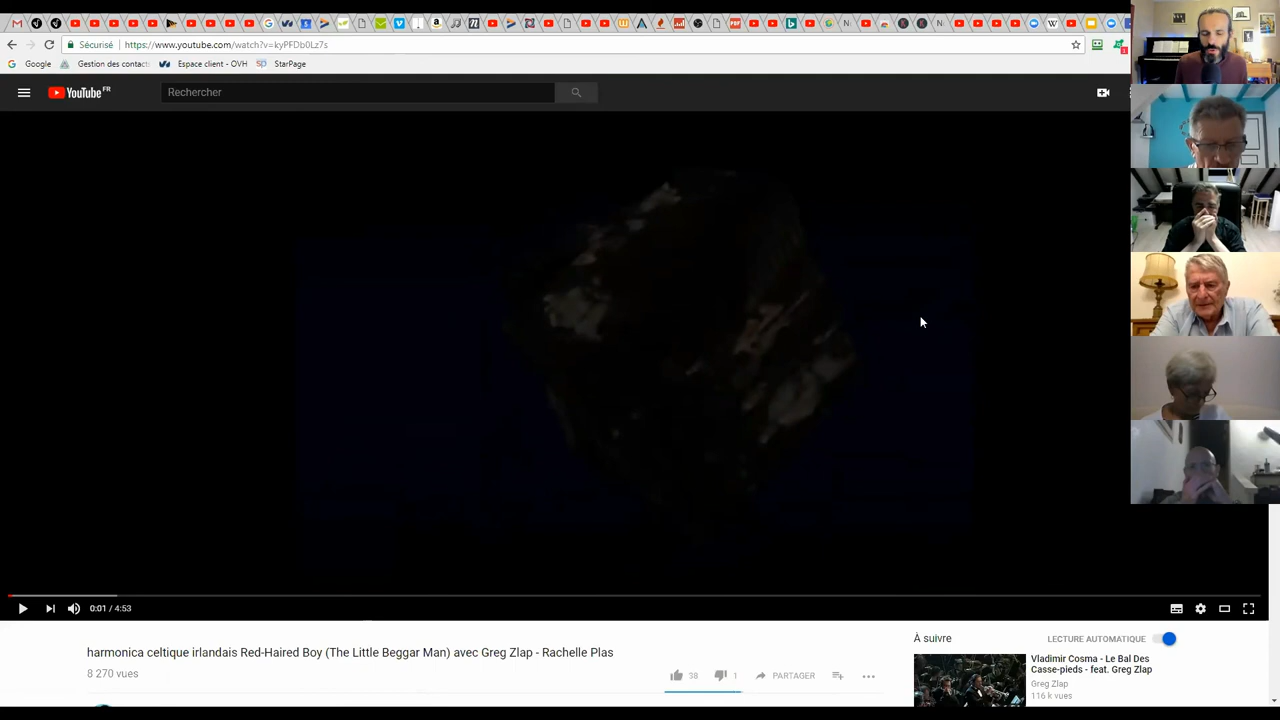 Sécurisé
https://www.youtube.com/watch?v=kyPFDb0Lz7s
Google
Gestion des contacts
Espace client - OVH
StarPage
YouTube FR
Rechercher
0:01 / 4:53
harmonica celtique irlandais Red-Haired Boy (The Little Beggar Man) avec Greg Zlap - Rachelle Plas
8 270 vues
38
1
PARTAGER
À suivre
LECTURE AUTOMATIQUE
Vladimir Cosma - Le Bal Des
Casse-pieds - feat. Greg Zlap
Greg Zlap
116 k vues